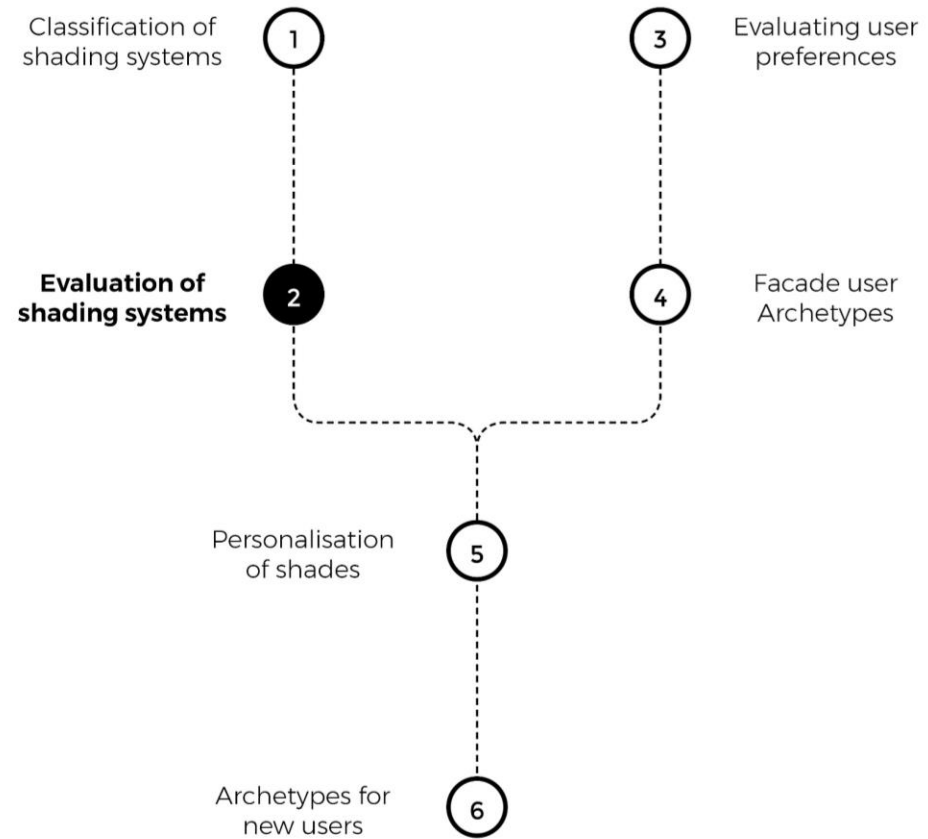 Classification of
shading systems
1
3
Evaluating user
preferences
Evaluation of
shading systems
2
4
Facade user
Archetypes
Personalisation
of shades
5
Archetypes for
new users
6